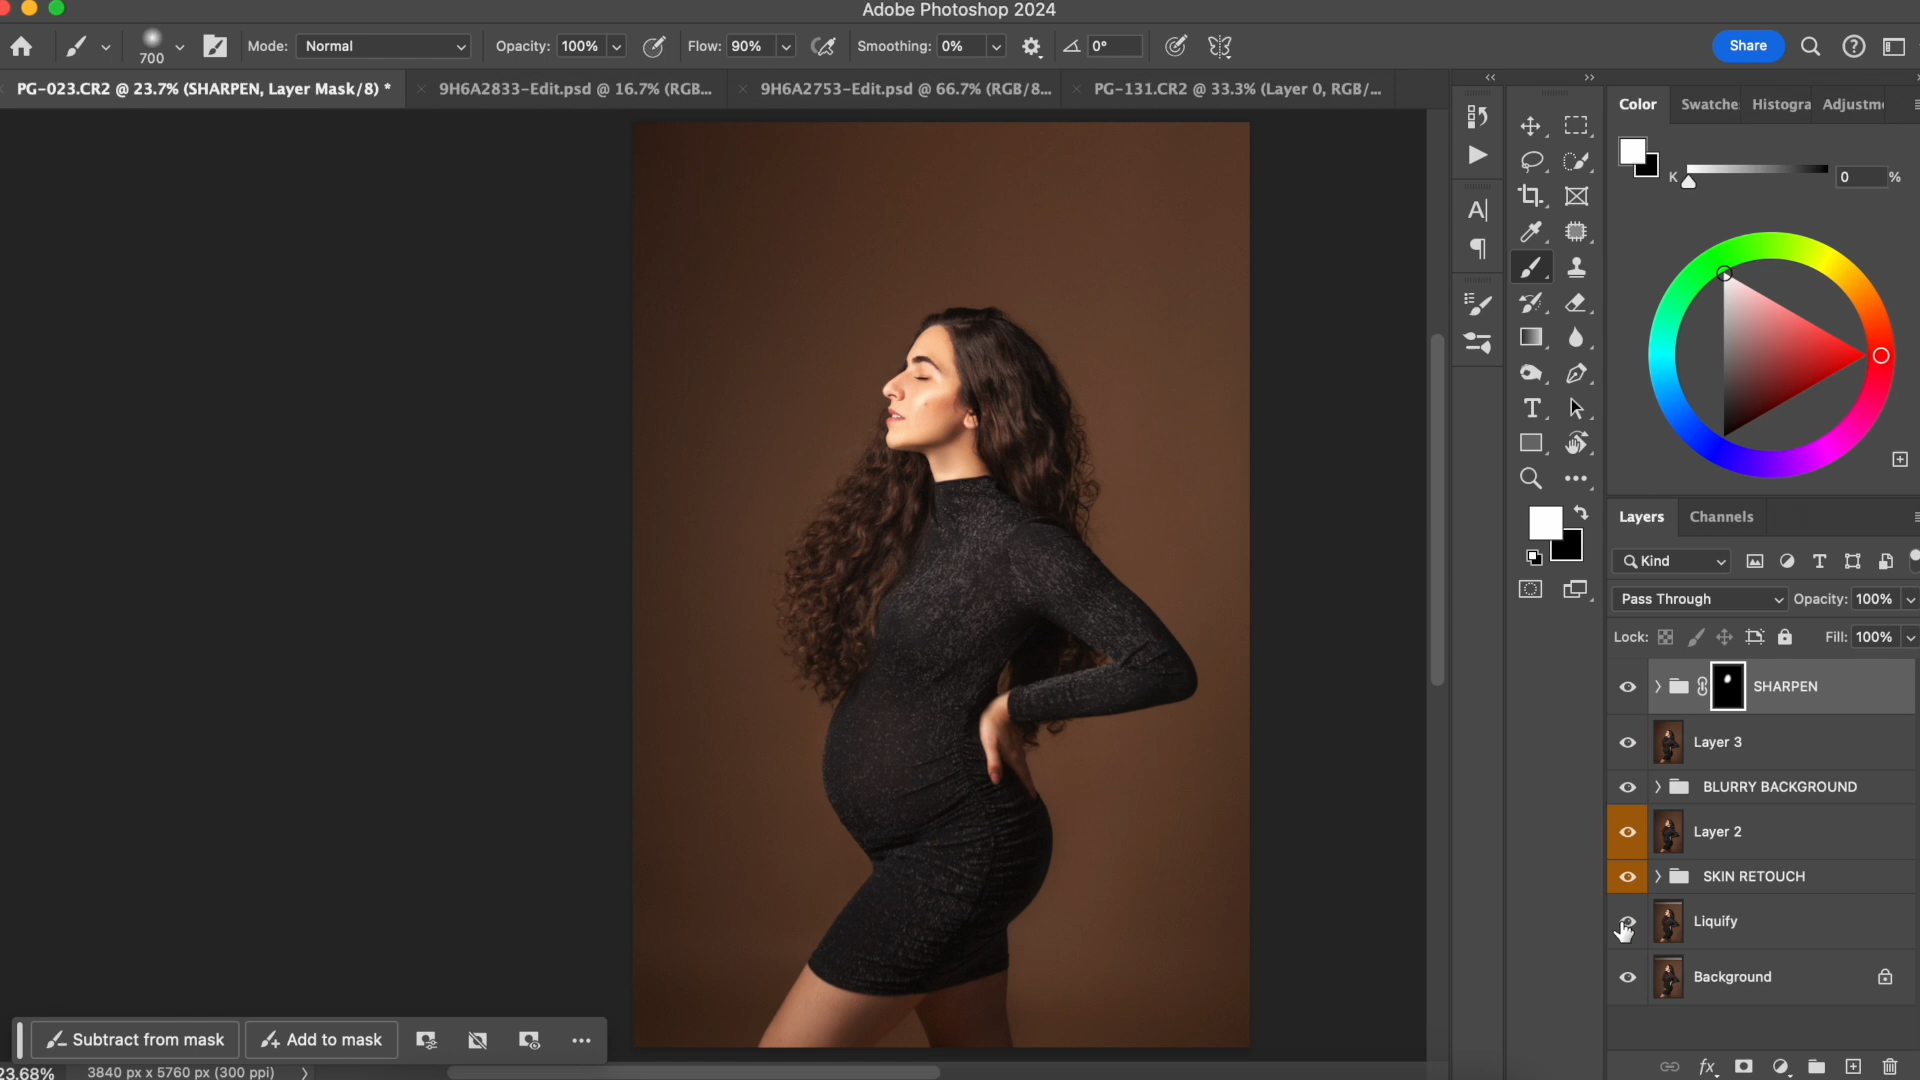 Adobe Photoshop 2024
700
Mode: Normal
Opacity: 100%
Flow: 90%
Smoothing: 0%
0°
Share
PG-023.CR2 @ 23.7% (SHARPEN, Layer Mask/8) *
9H6A2833-Edit.psd @ 16.7% (RGB...
9H6A2753-Edit.psd @ 66.7% (RGB/8...
PG-131.CR2 @ 33.3% (Layer 0, RGB/...
Color
Swatche
Histogra
Adjustm
K
0
%
Layers
Channels
Kind
Pass Through
Opacity: 100%
Lock:
Fill: 100%
SHARPEN
Layer 3
BLURRY BACKGROUND
Layer 2
SKIN RETOUCH
Liquify
Background
Subtract from mask
Add to mask
23.68%
3840 px x 5760 px (300 ppi)